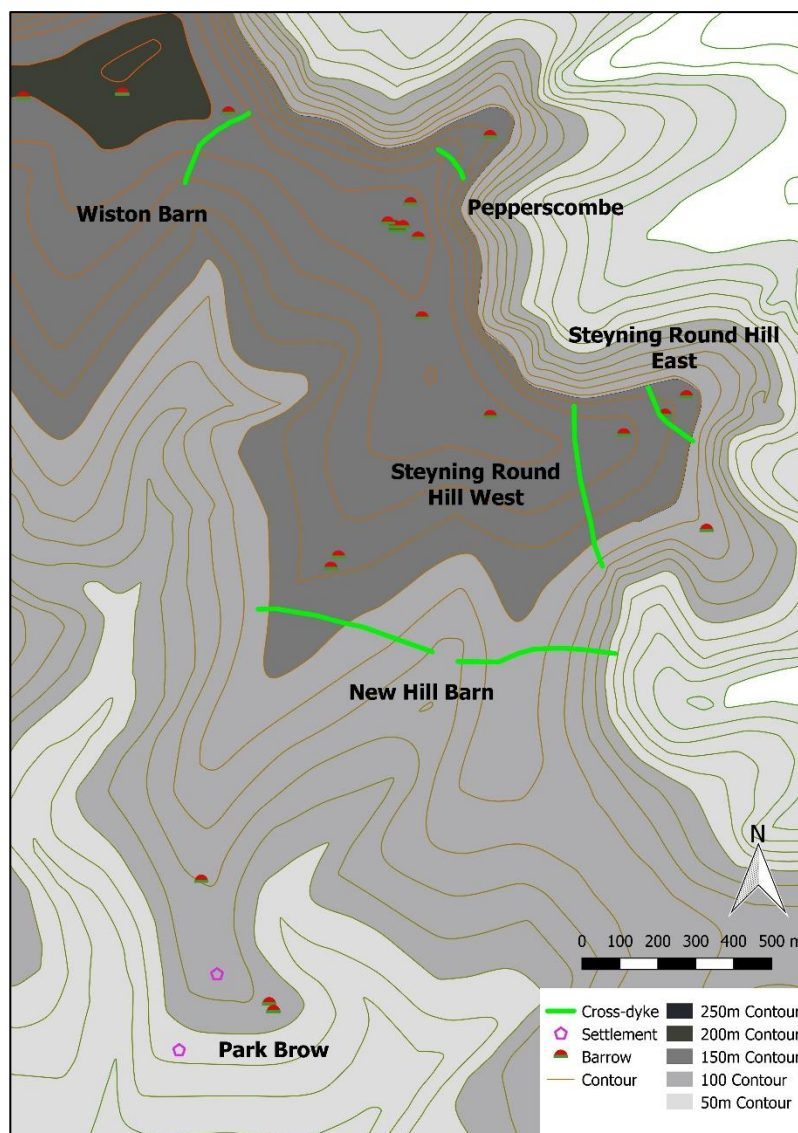 Wiston Barn
Pepperscombe
Steyning Round Hill
East
Steyning Round
Hill West
New Hill Barn
Park Brow
N
0 100 200 300 400 500 m
Cross-dyke
Settlement
Barrow
Contour
250m Contour
200m Contour
150m Contour
100 Contour
50m Contour